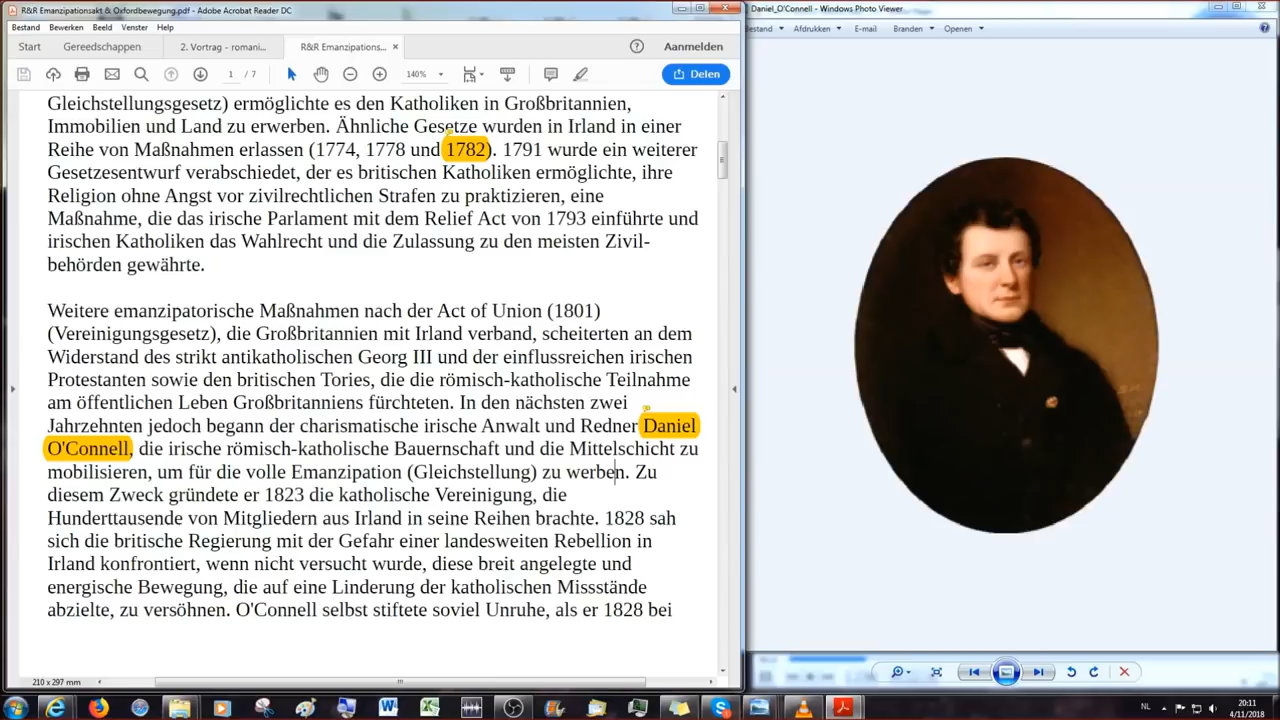 R&R Emanzipationsakt & Oxfordbewegung.pdf - Adobe Acrobat Reader DC
Bestand Bewerken Beeld Venster Help
Start Gereedschappen 2. Vortrag - romani... R&R Emanzipations... × Aanmelden
1 / 7 140% Delen
Gleichstellungsgesetz) ermöglichte es den Katholiken in Großbritannien,
Immobilien und Land zu erwerben. Ähnliche Gesetze wurden in Irland in einer
Reihe von Maßnahmen erlassen (1774, 1778 und 1782). 1791 wurde ein weiterer
Gesetzesentwurf verabschiedet, der es britischen Katholiken ermöglichte, ihre
Religion ohne Angst vor zivilrechtlichen Strafen zu praktizieren, eine
Maßnahme, die das irische Parlament mit dem Relief Act von 1793 einführte und
irischen Katholiken das Wahlrecht und die Zulassung zu den meisten Zivil-
behörden gewährte.
Weitere emanzipatorische Maßnahmen nach der Act of Union (1801)
(Vereinigungsgesetz), die Großbritannien mit Irland verband, scheiterten an dem
Widerstand des strikt antikatholischen Georg III und der einflussreichen irischen
Protestanten sowie den britischen Tories, die die römisch-katholische Teilnahme
am öffentlichen Leben Großbritanniens fürchteten. In den nächsten zwei
Jahrzehnten jedoch begann der charismatische irische Anwalt und Redner Daniel
O'Connell, die irische römisch-katholische Bauernschaft und die Mittelschicht zu
mobilisieren, um für die volle Emanzipation (Gleichstellung) zu werben. Zu
diesem Zweck gründete er 1823 die katholische Vereinigung, die
Hunderttausende von Mitgliedern aus Irland in seine Reihen brachte. 1828 sah
sich die britische Regierung mit der Gefahr einer landesweiten Rebellion in
Irland konfrontiert, wenn nicht versucht wurde, diese breit angelegte und
energische Bewegung, die auf eine Linderung der katholischen Missstände
abzielte, zu versöhnen. O'Connell selbst stiftete soviel Unruhe, als er 1828 bei
210 x 297 mm
Daniel_O'Connell - Windows Photo Viewer
Bestand Afdrukken E-mail Branden Openen
NL 20:11
4/11/2018